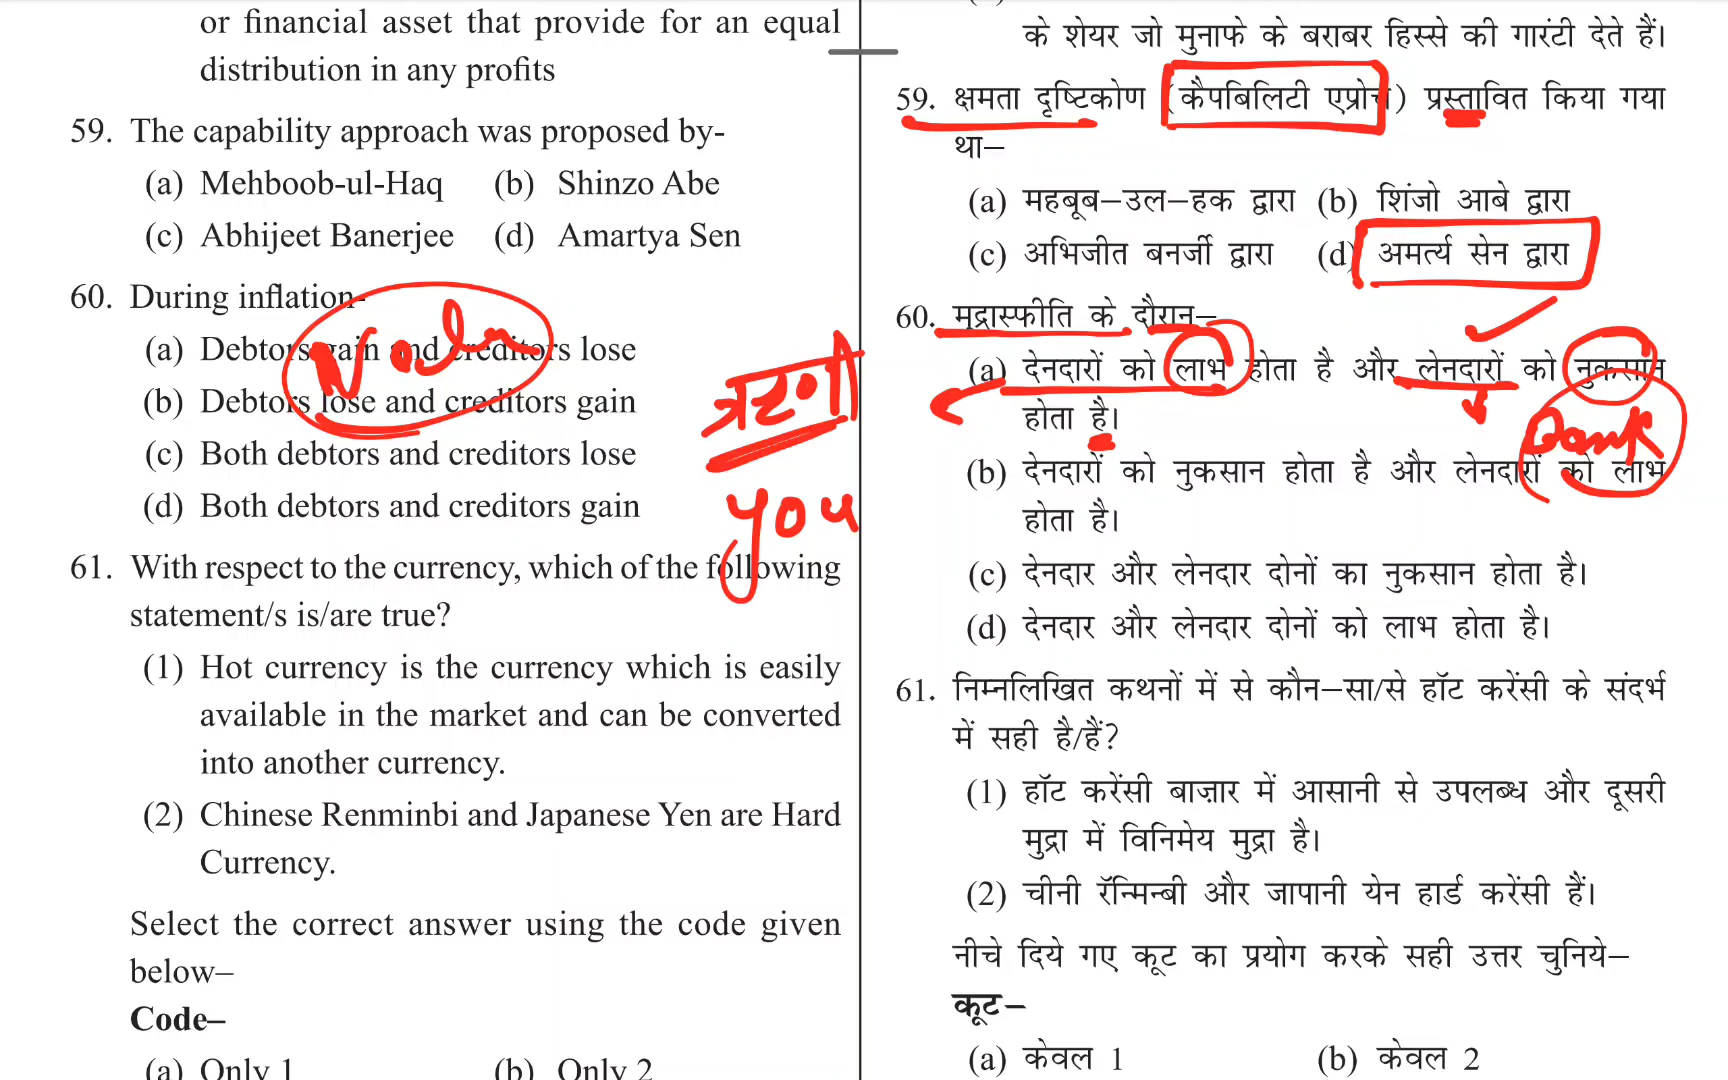 or financial asset that provide for an equal
distribution in any profits
59. The capability approach was proposed by-
(a) Mehboob-ul-Haq (b) Shinzo Abe
(c) Abhijeet Banerjee (d) Amartya Sen
60. During inflation-
(a) Debtors gain and creditors lose
(b) Debtors lose and creditors gain
(c) Both debtors and creditors lose
(d) Both debtors and creditors gain
61. With respect to the currency, which of the following
statement/s is/are true?
(1) Hot currency is the currency which is easily
available in the market and can be converted
into another currency.
(2) Chinese Renminbi and Japanese Yen are Hard
Currency.
Select the correct answer using the code given
below–
Code–
(a) Only 1 (b) Only 2
ऋणी
you
के शेयर जो मुनाफे के बराबर हिस्से की गारंटी देते हैं।
59. क्षमता दृष्टिकोण (कैपबिलिटी एप्रोच) प्रस्तावित किया गया
था–
(a) महबूब–उल–हक द्वारा (b) शिंजो आबे द्वारा
(c) अभिजीत बनर्जी द्वारा (d) अमर्त्य सेन द्वारा
60. मुद्रास्फीति के दौरान–
(a) देनदारों को लाभ होता है और लेनदारों को नुकसान
होता है।
Bank
(b) देनदारों को नुकसान होता है और लेनदारों को लाभ
होता है।
(c) देनदार और लेनदार दोनों का नुकसान होता है।
(d) देनदार और लेनदार दोनों को लाभ होता है।
61. निम्नलिखित कथनों में से कौन–सा/से हॉट करेंसी के संदर्भ
में सही है/हैं?
(1) हॉट करेंसी बाज़ार में आसानी से उपलब्ध और दूसरी
मुद्रा में विनिमेय मुद्रा है।
(2) चीनी रॅन्मिन्बी और जापानी येन हार्ड करेंसी हैं।
नीचे दिये गए कूट का प्रयोग करके सही उत्तर चुनिये–
कूट–
(a) केवल 1 (b) केवल 2